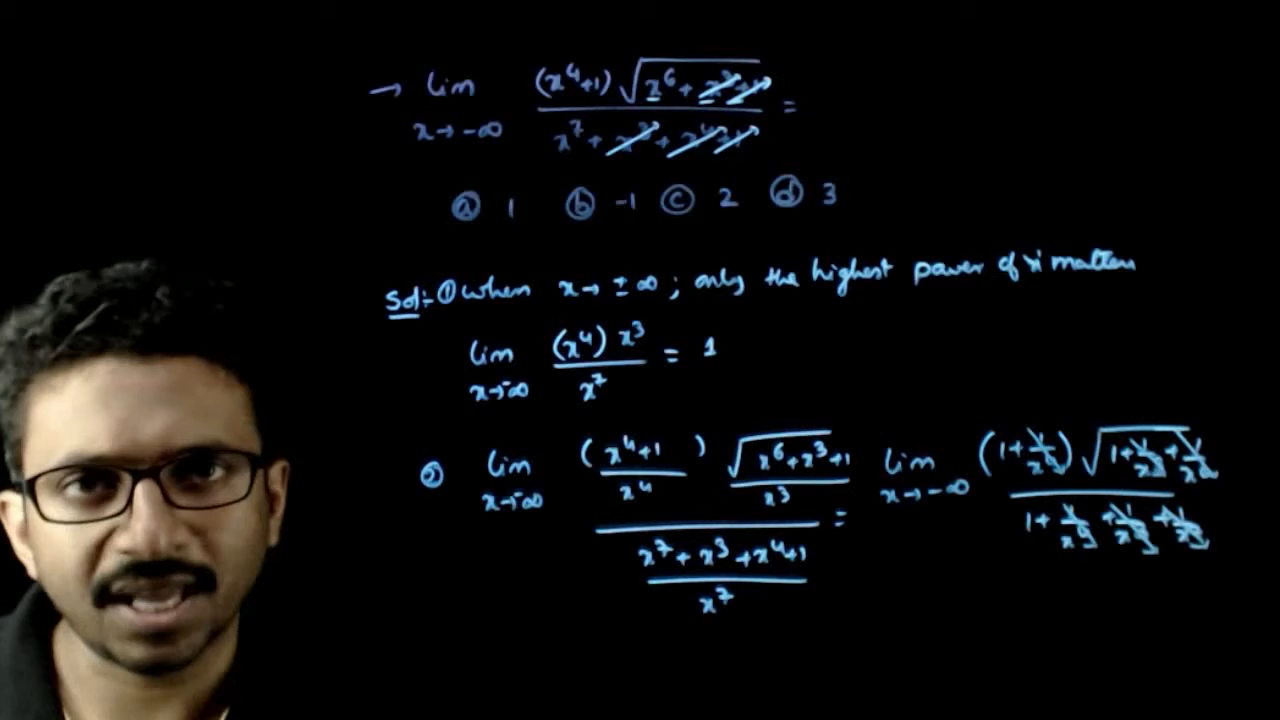 → lim (x⁴+1) √(x⁶ + x³+1) =
x→-∞ x⁷ + x³ + x⁴+1
ⓐ 1 ⓑ -1 ⓒ 2 ⓓ 3
Sol:- ① when x → ± ∞ ; only the highest power of 'x' matters
lim (x⁴) x³ = 1
x→-∞ x⁷
② lim (x⁴+1 / x⁴) √(x⁶+x³+1) / x³ = lim (1+ 1/x⁴) √(1+ 1/x³ + 1/x⁶)
x→-∞ x⁷ + x³ + x⁴+1 x→-∞ 1+ 1/x⁴ + 1/x³ + 1/x⁷
x⁷